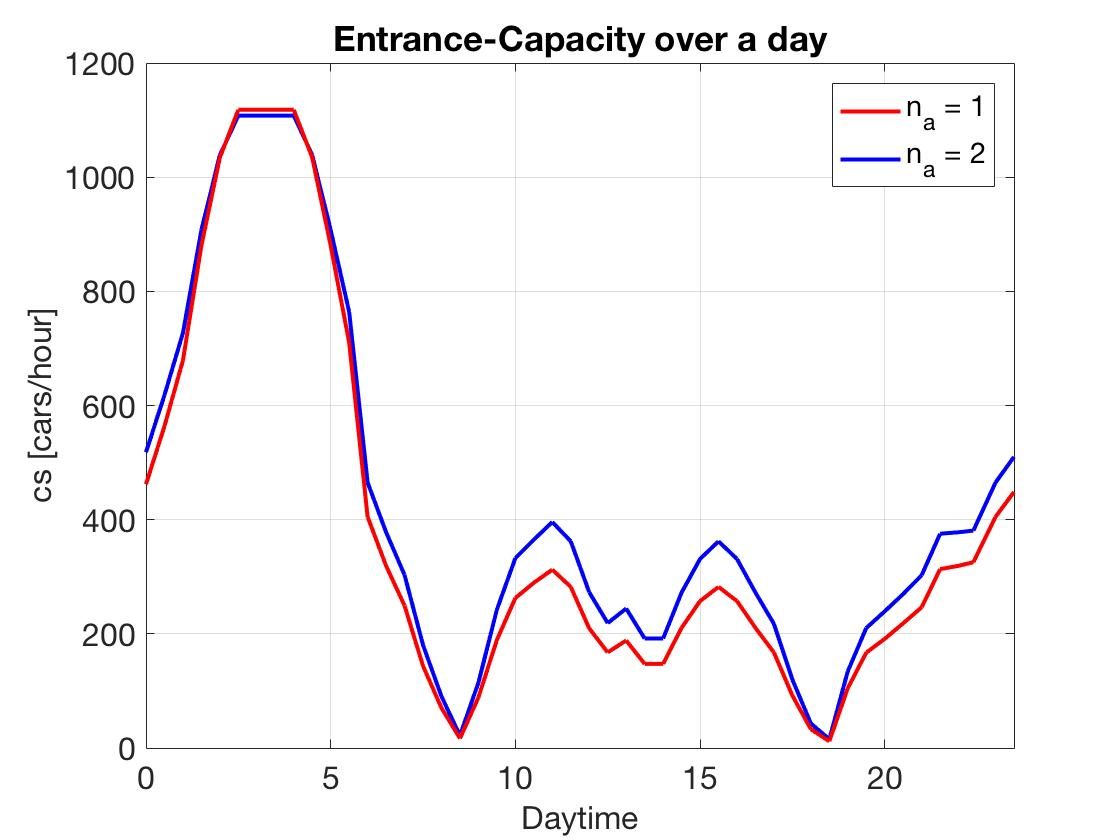 Entrance-Capacity over a day
1200
1000
800
600
400
200
0
cs [cars/hour]
n_a = 1
n_a = 2
0 5 10 15 20
Daytime